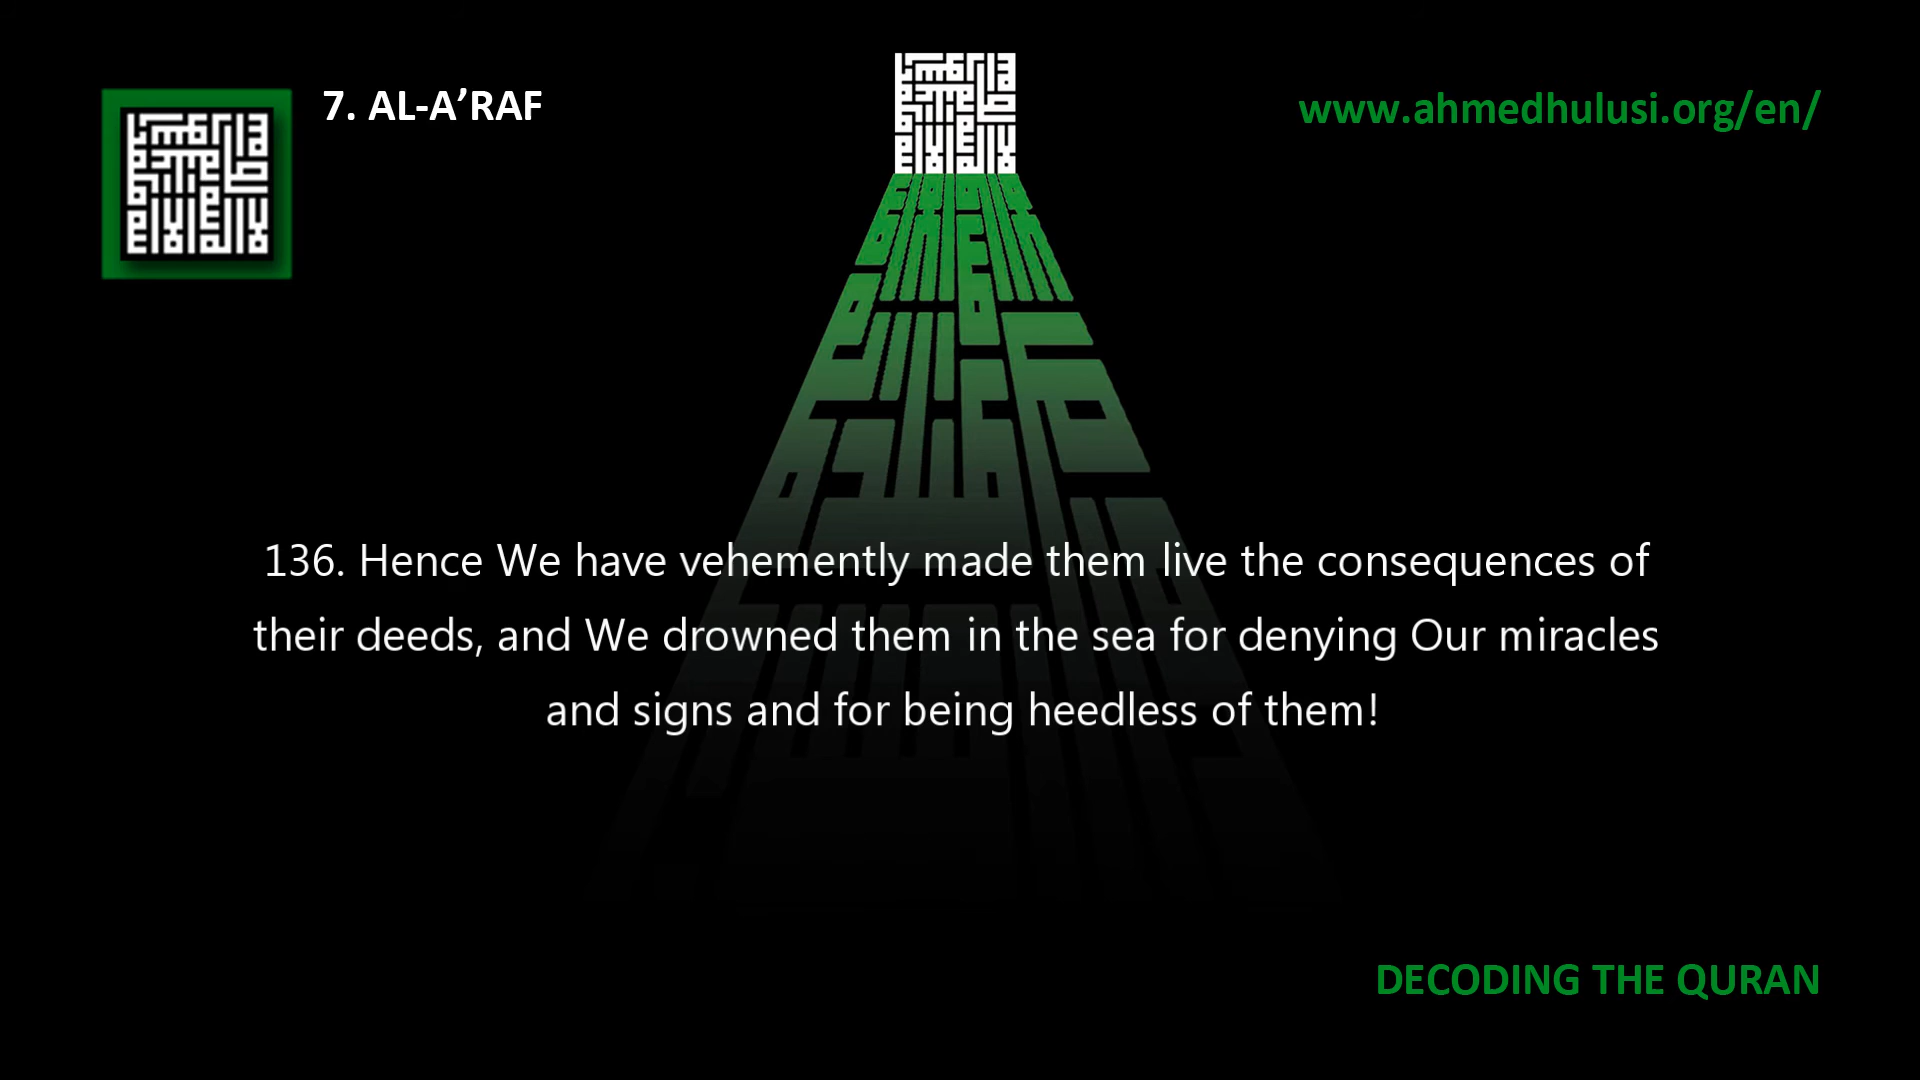 7. AL-A’RAF
www.ahmedhulusi.org/en/
136. Hence We have vehemently made them live the consequences of
their deeds, and We drowned them in the sea for denying Our miracles
and signs and for being heedless of them!
DECODING THE QURAN